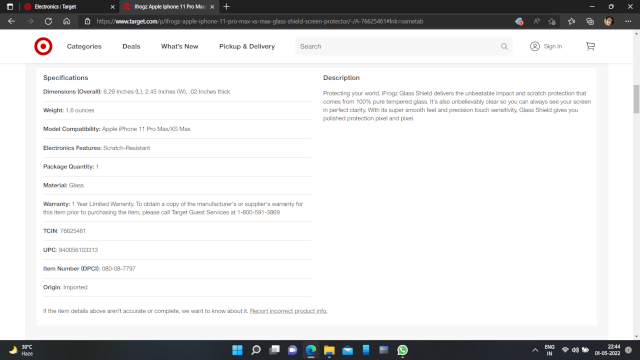 Electronics : Target
ifrogz Apple Iphone 11 Pro Max
https://www.target.com/p/ifrogz-apple-iphone-11-pro-max-xs-max-glass-shield-screen-protector/-/A-76625461#lnk=sametab
Categories
Deals
What's New
Pickup & Delivery
Search
Sign in
Specifications
Dimensions (Overall): 6.29 Inches (L), 2.45 Inches (W), .02 Inches thick
Weight: 1.6 ounces
Model Compatibility: Apple iPhone 11 Pro Max/XS Max
Electronics Features: Scratch-Resistant
Package Quantity: 1
Material: Glass
Warranty: 1 Year Limited Warranty. To obtain a copy of the manufacturer's or supplier's warranty for
this item prior to purchasing the item, please call Target Guest Services at 1-800-591-3869
TCIN: 76625461
UPC: 840056103313
Item Number (DPCI): 080-08-7797
Origin: Imported
If the item details above aren't accurate or complete, we want to know about it. Report incorrect product info.
Description
Protecting your world. iFrogz Glass Shield delivers the unbeatable impact and scratch protection that
comes from 100% pure tempered glass. It's also unbelievably clear so you can always see your screen
in perfect clarity. With its super smooth feel and precision touch sensitivity, Glass Shield gives you
polished protection pixel and pixel.
30°C
Haze
ENG
IN
22:44
01-05-2022